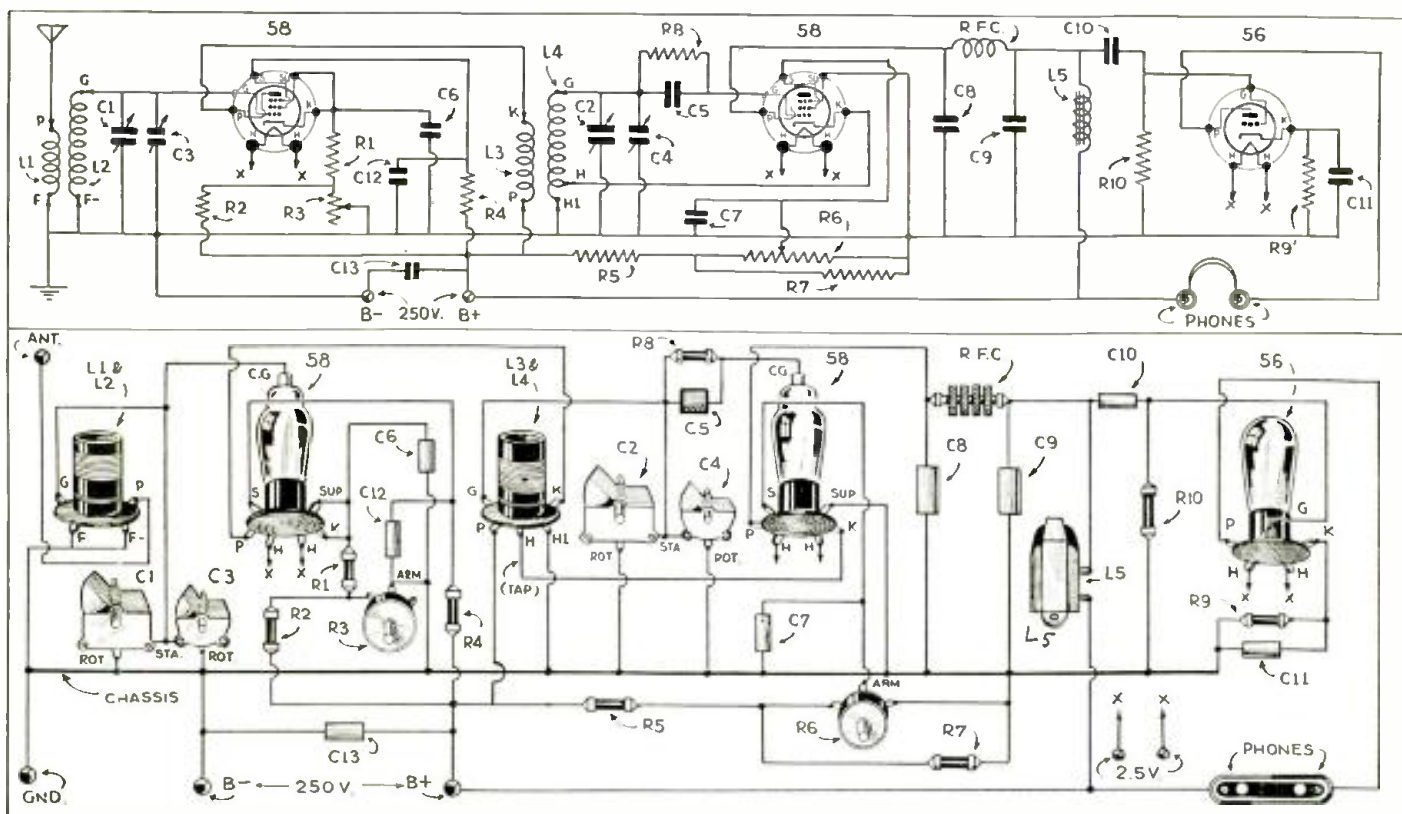 58
R8
R.F.C.
58
C10
56
L4
G
G
C1
C2
C5
L5
P
C3
C6
K
C4
C8
C9
L1
L2
R1
C12
L3
H
R10
C11
F
F-
X X
R2
R3
R4
P
H1
C7
X X
R6
X X
R9'
C13
R5
R7
B- 250V. B+
PHONES
ANT.
L1 & L2
C.G
58
L3 & L4
R8
CG
58
R.F.C
C10
56
C5
G
P
C6
C2
C4
C8
C9
F
F-
S
SUP
C12
G
K
S
SUP
R10
P
K
P
H
H1
K
P
G
K
H H
ROT
STA
ROT
H H
L5
H H
X X
R1
ARM
(TAP)
X X
C1
C3
R2
R3
R4
C7
L5
R9
ROT
STA.
ROT
C11
CHASSIS
ARM
R5
R6
R7
X X
C13
2.5V
PHONES
GND.
B- 250 V. B+